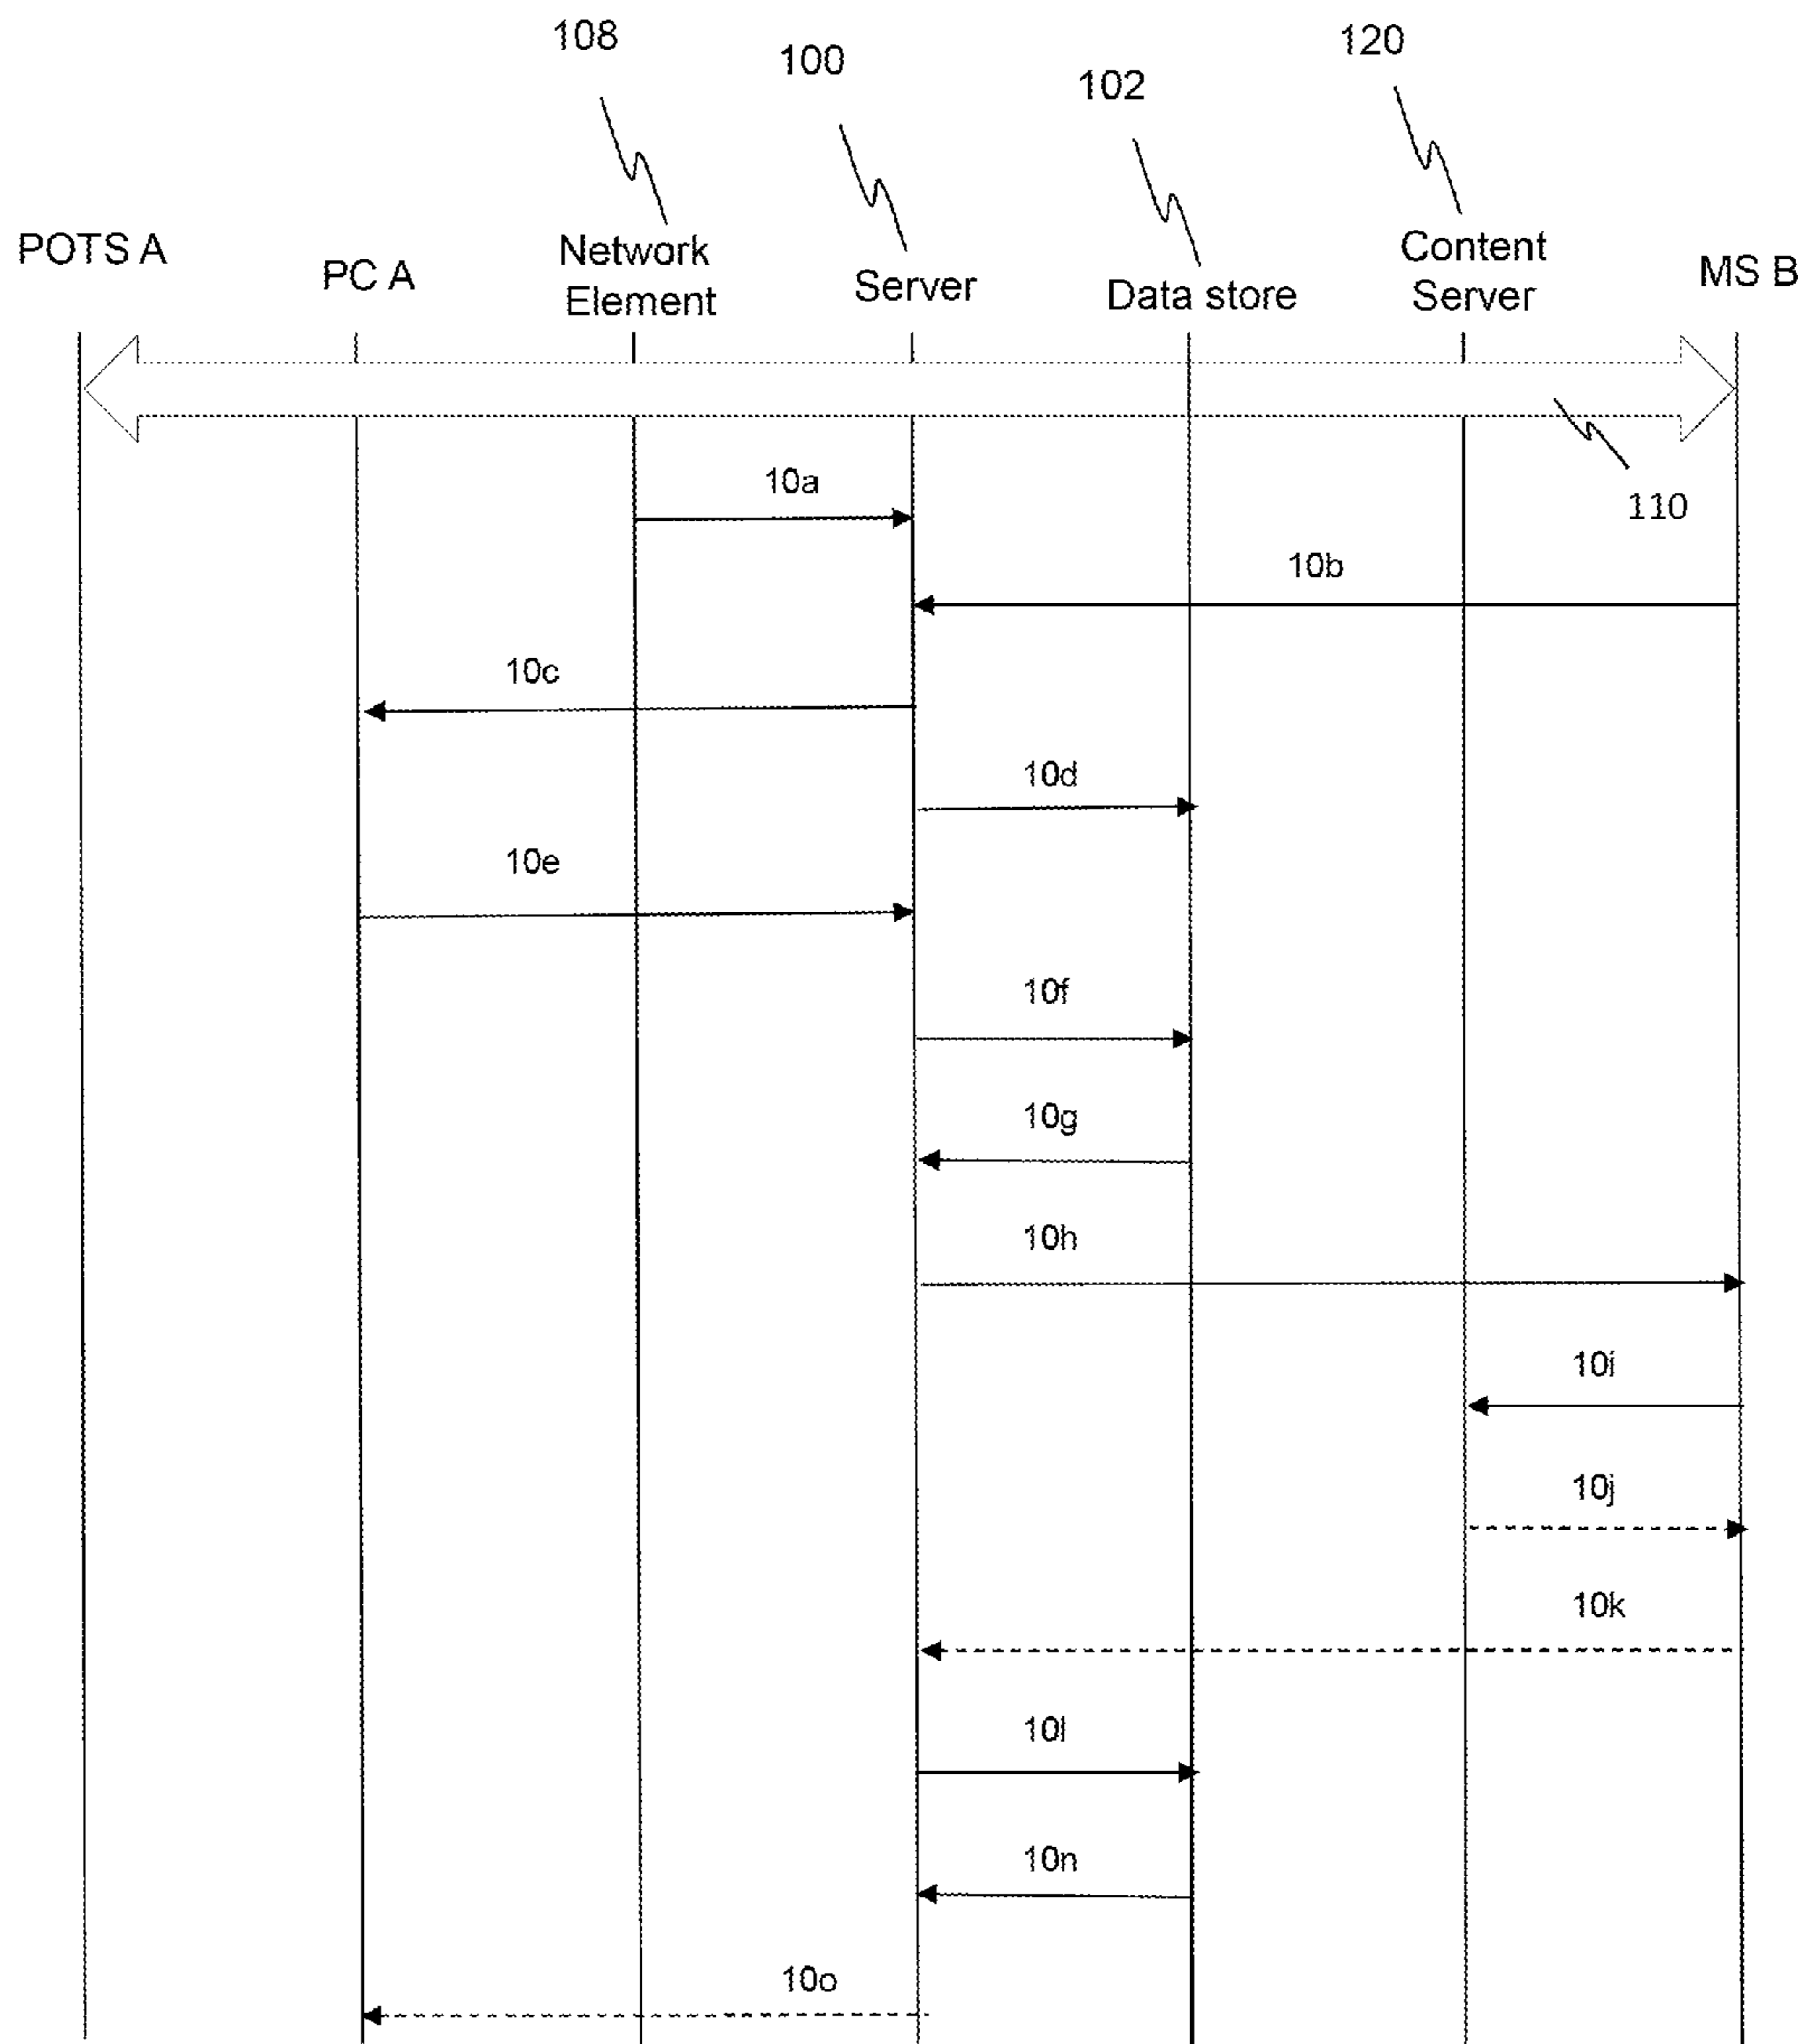 108
100
120
102
POTS A
PC A
Network
Element
Server
Data store
Content
Server
MS B
110
10a
10b
10c
10d
10e
10f
10g
10h
10i
10j
10k
10l
10n
10o